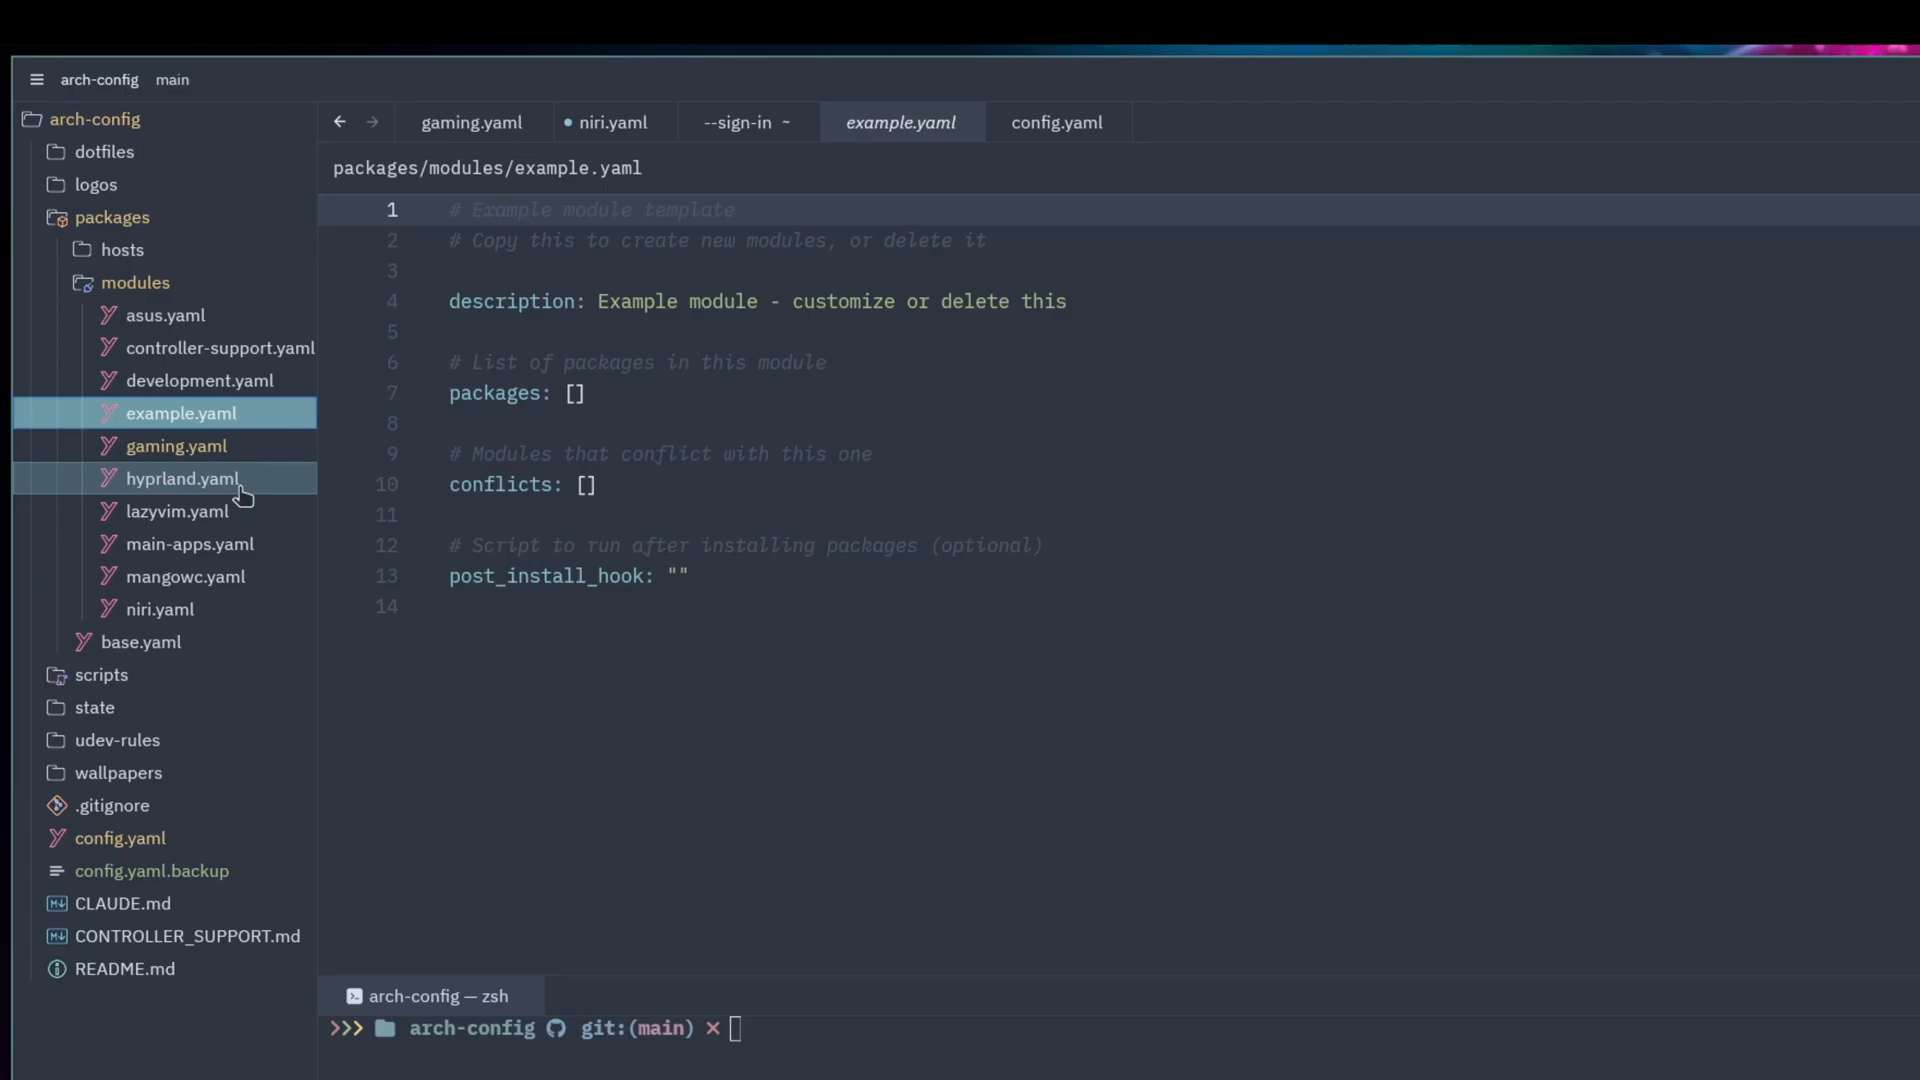 arch-config main
arch-config
dotfiles
logos
packages
hosts
modules
asus.yaml
controller-support.yaml
development.yaml
example.yaml
gaming.yaml
hyprland.yaml
lazyvim.yaml
main-apps.yaml
mangowc.yaml
niri.yaml
base.yaml
scripts
state
udev-rules
wallpapers
.gitignore
config.yaml
config.yaml.backup
CLAUDE.md
CONTROLLER_SUPPORT.md
README.md
gaming.yaml niri.yaml --sign-in ~ example.yaml config.yaml
packages/modules/example.yaml
1 # Example module template
2 # Copy this to create new modules, or delete it
3
4 description: Example module - customize or delete this
5
6 # List of packages in this module
7 packages: []
8
9 # Modules that conflict with this one
10 conflicts: []
11
12 # Script to run after installing packages (optional)
13 post_install_hook: ""
14
arch-config — zsh
>>> arch-config git:(main) ✕